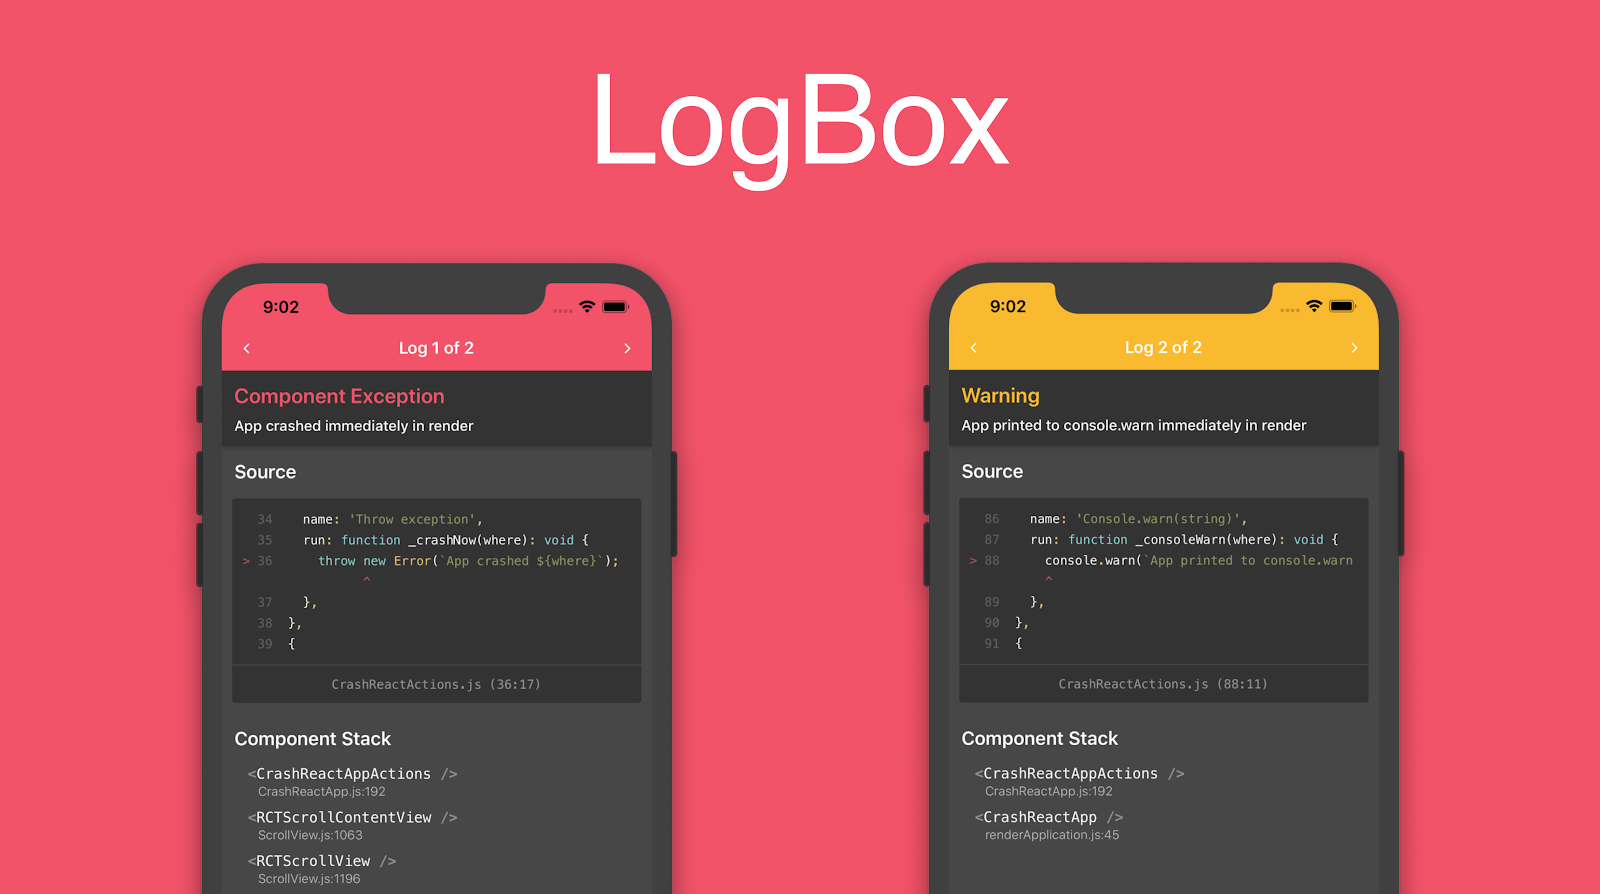 LogBox
9:02
Log 1 of 2
Component Exception
App crashed immediately in render
Source
34 name: 'Throw exception',
35 run: function _crashNow(where): void {
> 36 throw new Error(`App crashed ${where}`);
^
37 },
38 },
39 {
CrashReactActions.js (36:17)
Component Stack
<CrashReactAppActions />
CrashReactApp.js:192
<RCTScrollContentView />
ScrollView.js:1063
<RCTScrollView />
ScrollView.js:1196
9:02
Log 2 of 2
Warning
App printed to console.warn immediately in render
Source
86 name: 'Console.warn(string)',
87 run: function _consoleWarn(where): void {
> 88 console.warn(`App printed to console.warn
^
89 },
90 },
91 {
CrashReactActions.js (88:11)
Component Stack
<CrashReactAppActions />
CrashReactApp.js:192
<CrashReactApp />
renderApplication.js:45